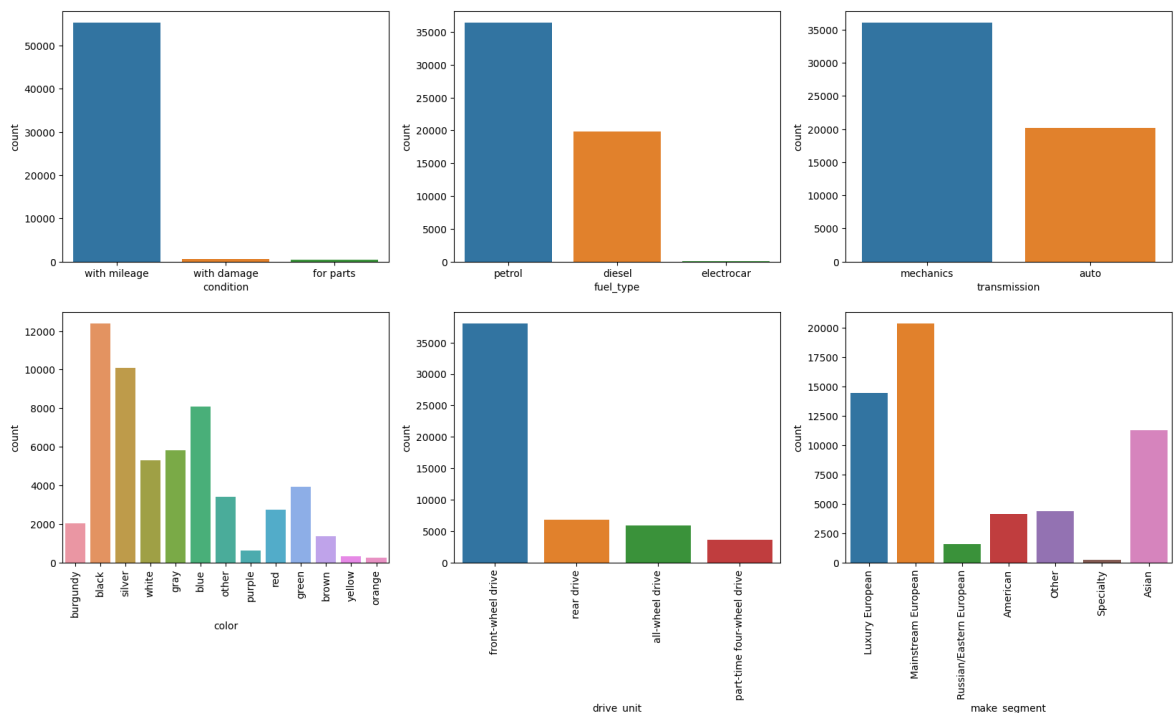 50000
40000
30000
20000
10000
0
count
with mileage
with damage
for parts
condition
35000
30000
25000
20000
15000
10000
5000
0
count
petrol
diesel
electrocar
fuel_type
35000
30000
25000
20000
15000
10000
5000
0
count
mechanics
auto
transmission
12000
10000
8000
6000
4000
2000
0
count
burgundy
black
silver
white
gray
blue
other
purple
red
green
brown
yellow
orange
color
35000
30000
25000
20000
15000
10000
5000
0
count
front-wheel drive
rear drive
all-wheel drive
part-time four-wheel drive
drive_unit
20000
17500
15000
12500
10000
7500
5000
2500
0
count
Luxury European
Mainstream European
Russian/Eastern European
American
Other
Specialty
Asian
make_segment